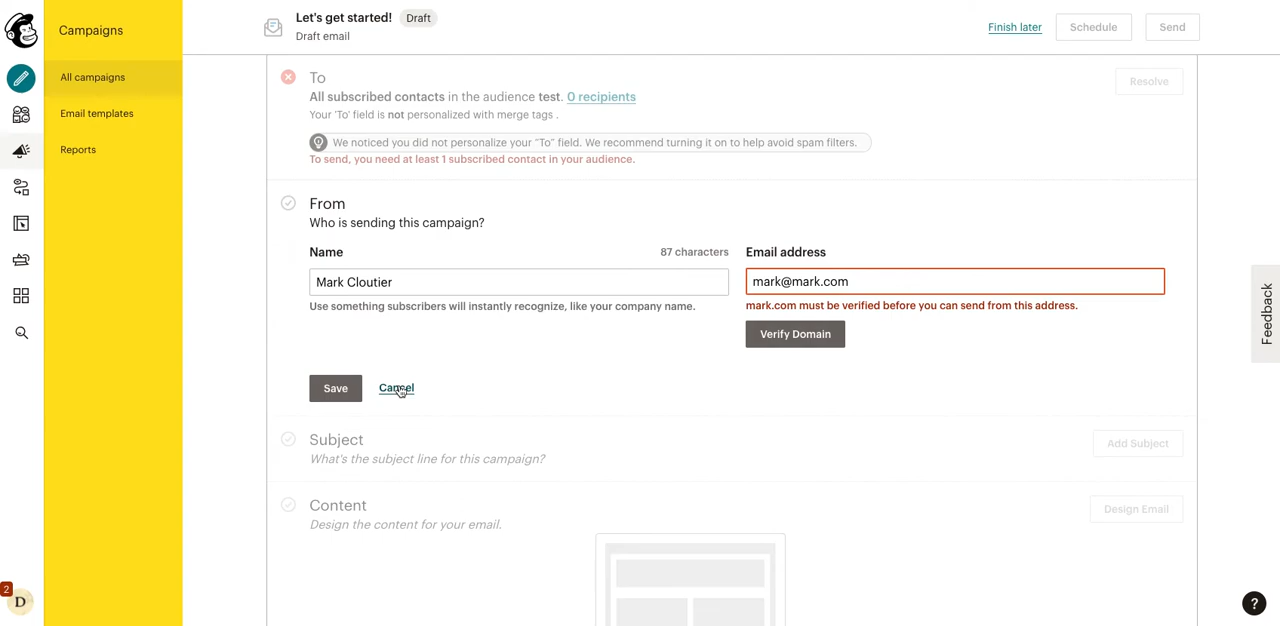 Campaigns
All campaigns
Email templates
Reports
2
D
Let's get started! Draft
Draft email
Finish later
Schedule
Send
To
Resolve
All subscribed contacts in the audience test. 0 recipients
Your 'To' field is not personalized with merge tags .
We noticed you did not personalize your "To" field. We recommend turning it on to help avoid spam filters.
To send, you need at least 1 subscribed contact in your audience.
From
Who is sending this campaign?
Name 87 characters
Mark Cloutier
Use something subscribers will instantly recognize, like your company name.
Email address
mark@mark.com
mark.com must be verified before you can send from this address.
Verify Domain
Save Cancel
Subject
What's the subject line for this campaign?
Add Subject
Content
Design the content for your email.
Design Email
Feedback
?